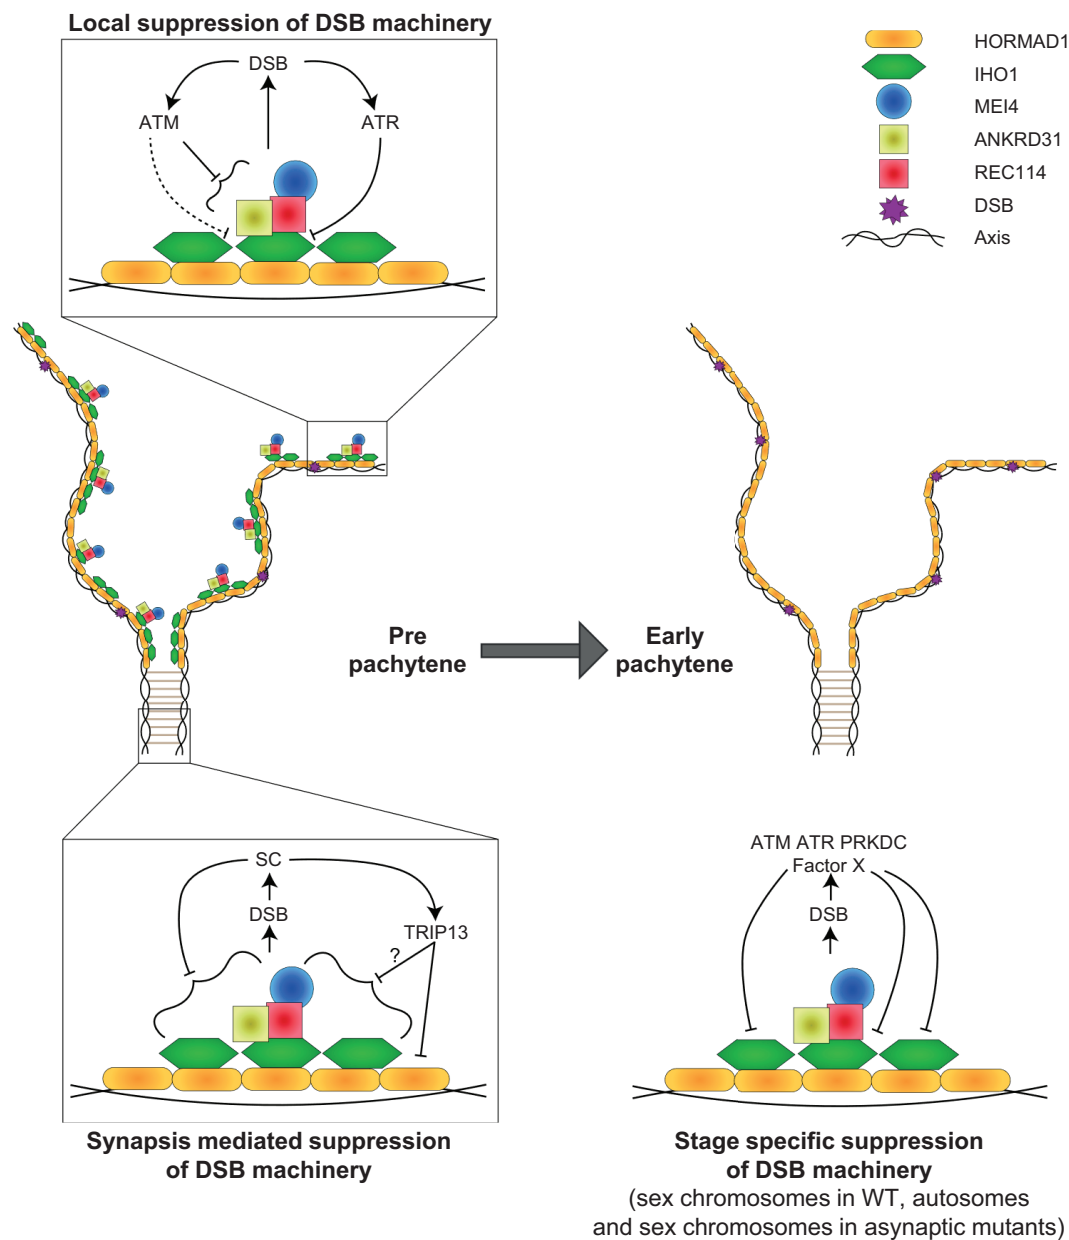 Local suppression of DSB machinery
DSB
ATM
ATR
HORMAD1
IHO1
MEI4
ANKRD31
REC114
DSB
Axis
Pre
pachytene
Early
pachytene
SC
DSB
TRIP13
?
Synapsis mediated suppression
of DSB machinery
ATM ATR PRKDC
Factor X
DSB
Stage specific suppression
of DSB machinery
(sex chromosomes in WT, autosomes
and sex chromosomes in asynaptic mutants)